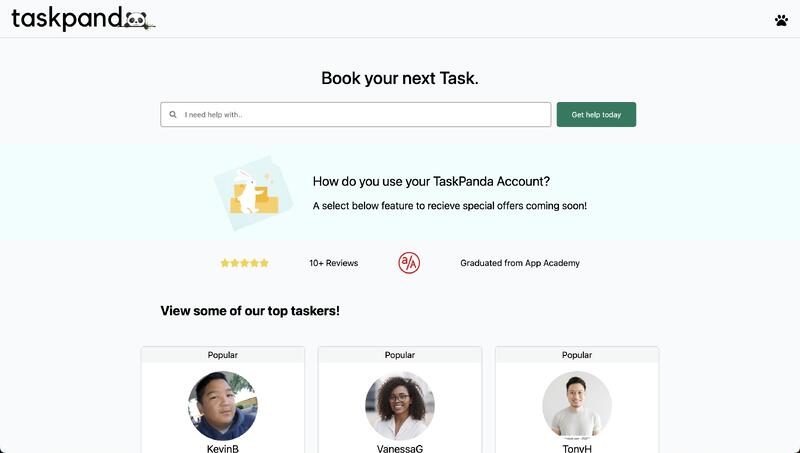 taskpanda
Book your next Task.
I need help with..
Get help today
How do you use your TaskPanda Account?
A select below feature to recieve special offers coming soon!
10+ Reviews
a/A
Graduated from App Academy
View some of our top taskers!
Popular
Popular
Popular
KevinB
VanessaG
TonyH